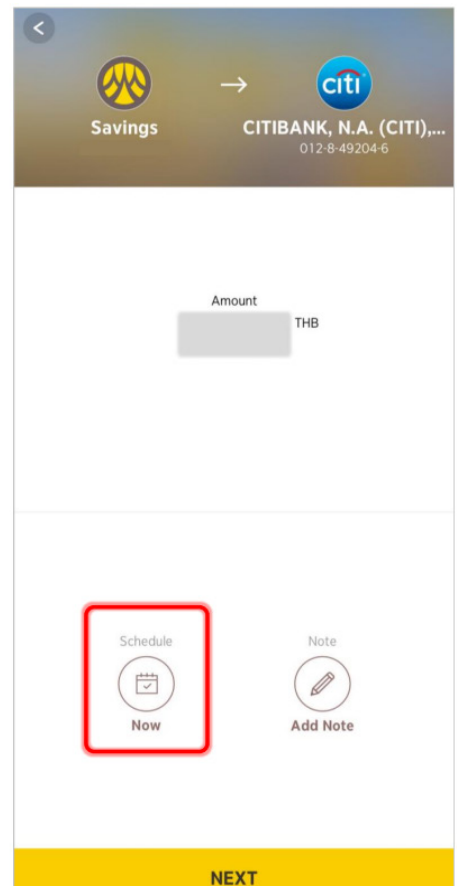 citi
Savings
CITIBANK, N.A. (CITI),...
012-8-49204-6
Amount
THB
Schedule
Note
Now
Add Note
NEXT